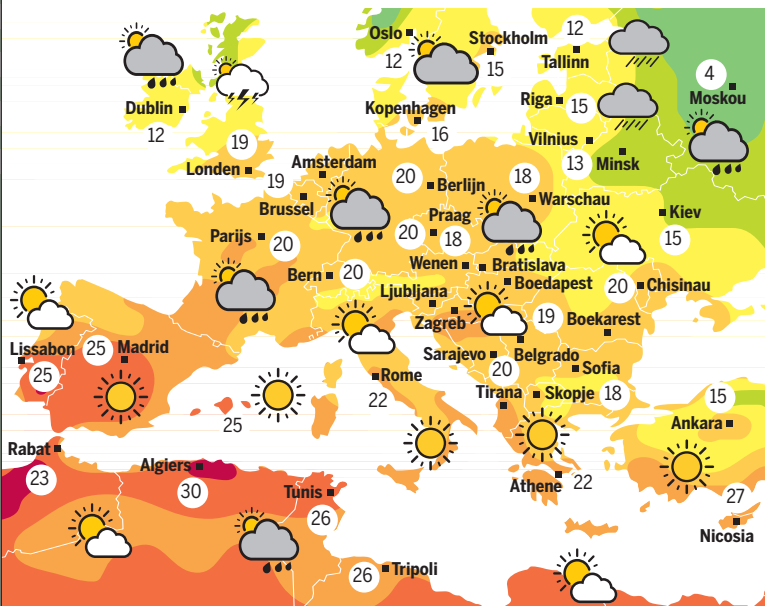 Oslo
12
Stockholm
15
12
Tallinn
4
Moskou
Dublin
12
Kopenhagen
16
Riga
15
Vilnius
13
Minsk
19
Londen
19
Amsterdam
Brussel
20
Berlijn
18
Warschau
Praag
20
18
Kiev
15
Parijs
20
Bern
20
Wenen
Bratislava
Boedapest
20
Chisinau
Ljubljana
Zagreb
19
Boekarest
Lissabon
25
25
Madrid
Sarajevo
20
Belgrado
Sofia
Rome
22
Tirana
Skopje
18
15
Ankara
25
Rabat
23
Algiers
30
Tunis
26
Athene
22
27
Nicosia
26
Tripoli